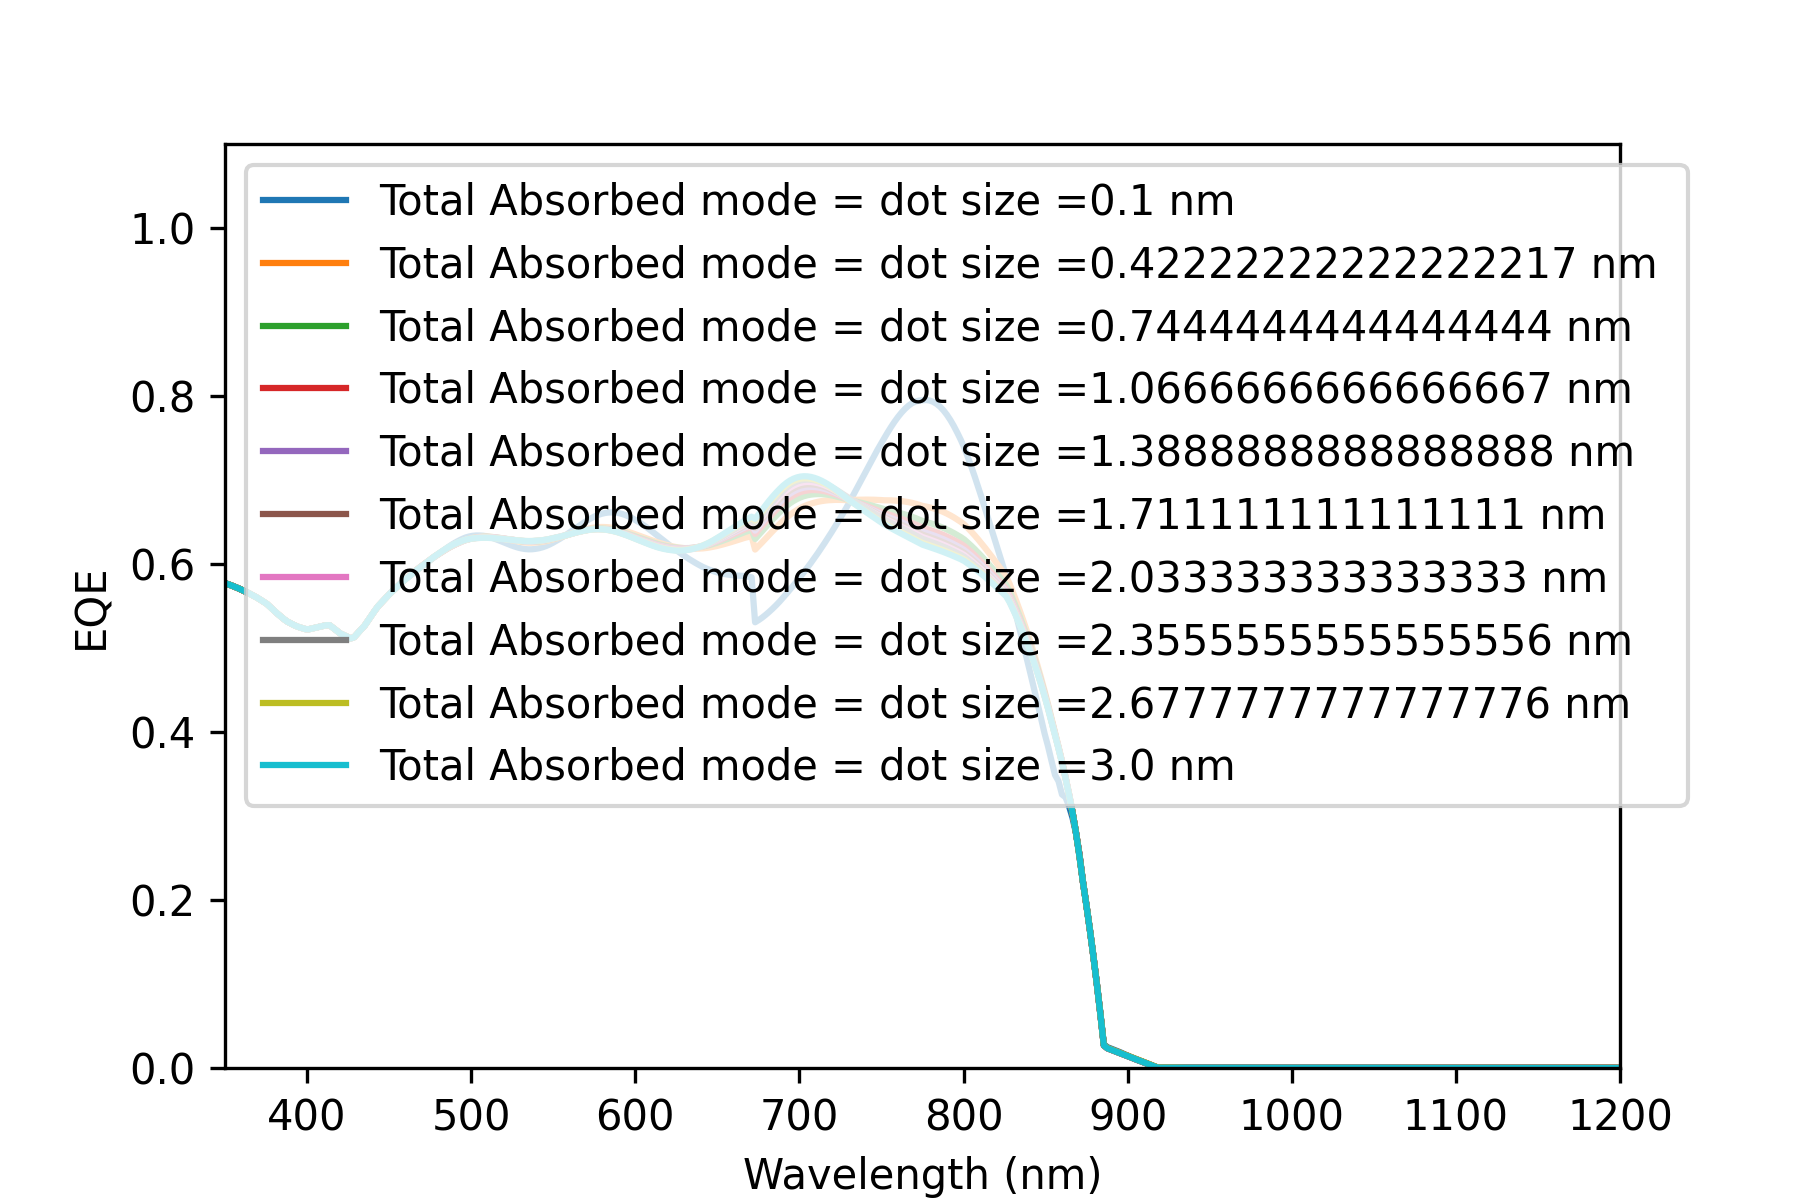 Total Absorbed mode = dot size =0.1 nm
Total Absorbed mode = dot size =0.42222222222222217 nm
Total Absorbed mode = dot size =0.7444444444444444 nm
Total Absorbed mode = dot size =1.0666666666666667 nm
Total Absorbed mode = dot size =1.3888888888888888 nm
Total Absorbed mode = dot size =1.711111111111111 nm
Total Absorbed mode = dot size =2.033333333333333 nm
Total Absorbed mode = dot size =2.3555555555555556 nm
Total Absorbed mode = dot size =2.6777777777777776 nm
Total Absorbed mode = dot size =3.0 nm
1.0
0.8
0.6
0.4
0.2
0.0
EQE
400 500 600 700 800 900 1000 1100 1200
Wavelength (nm)